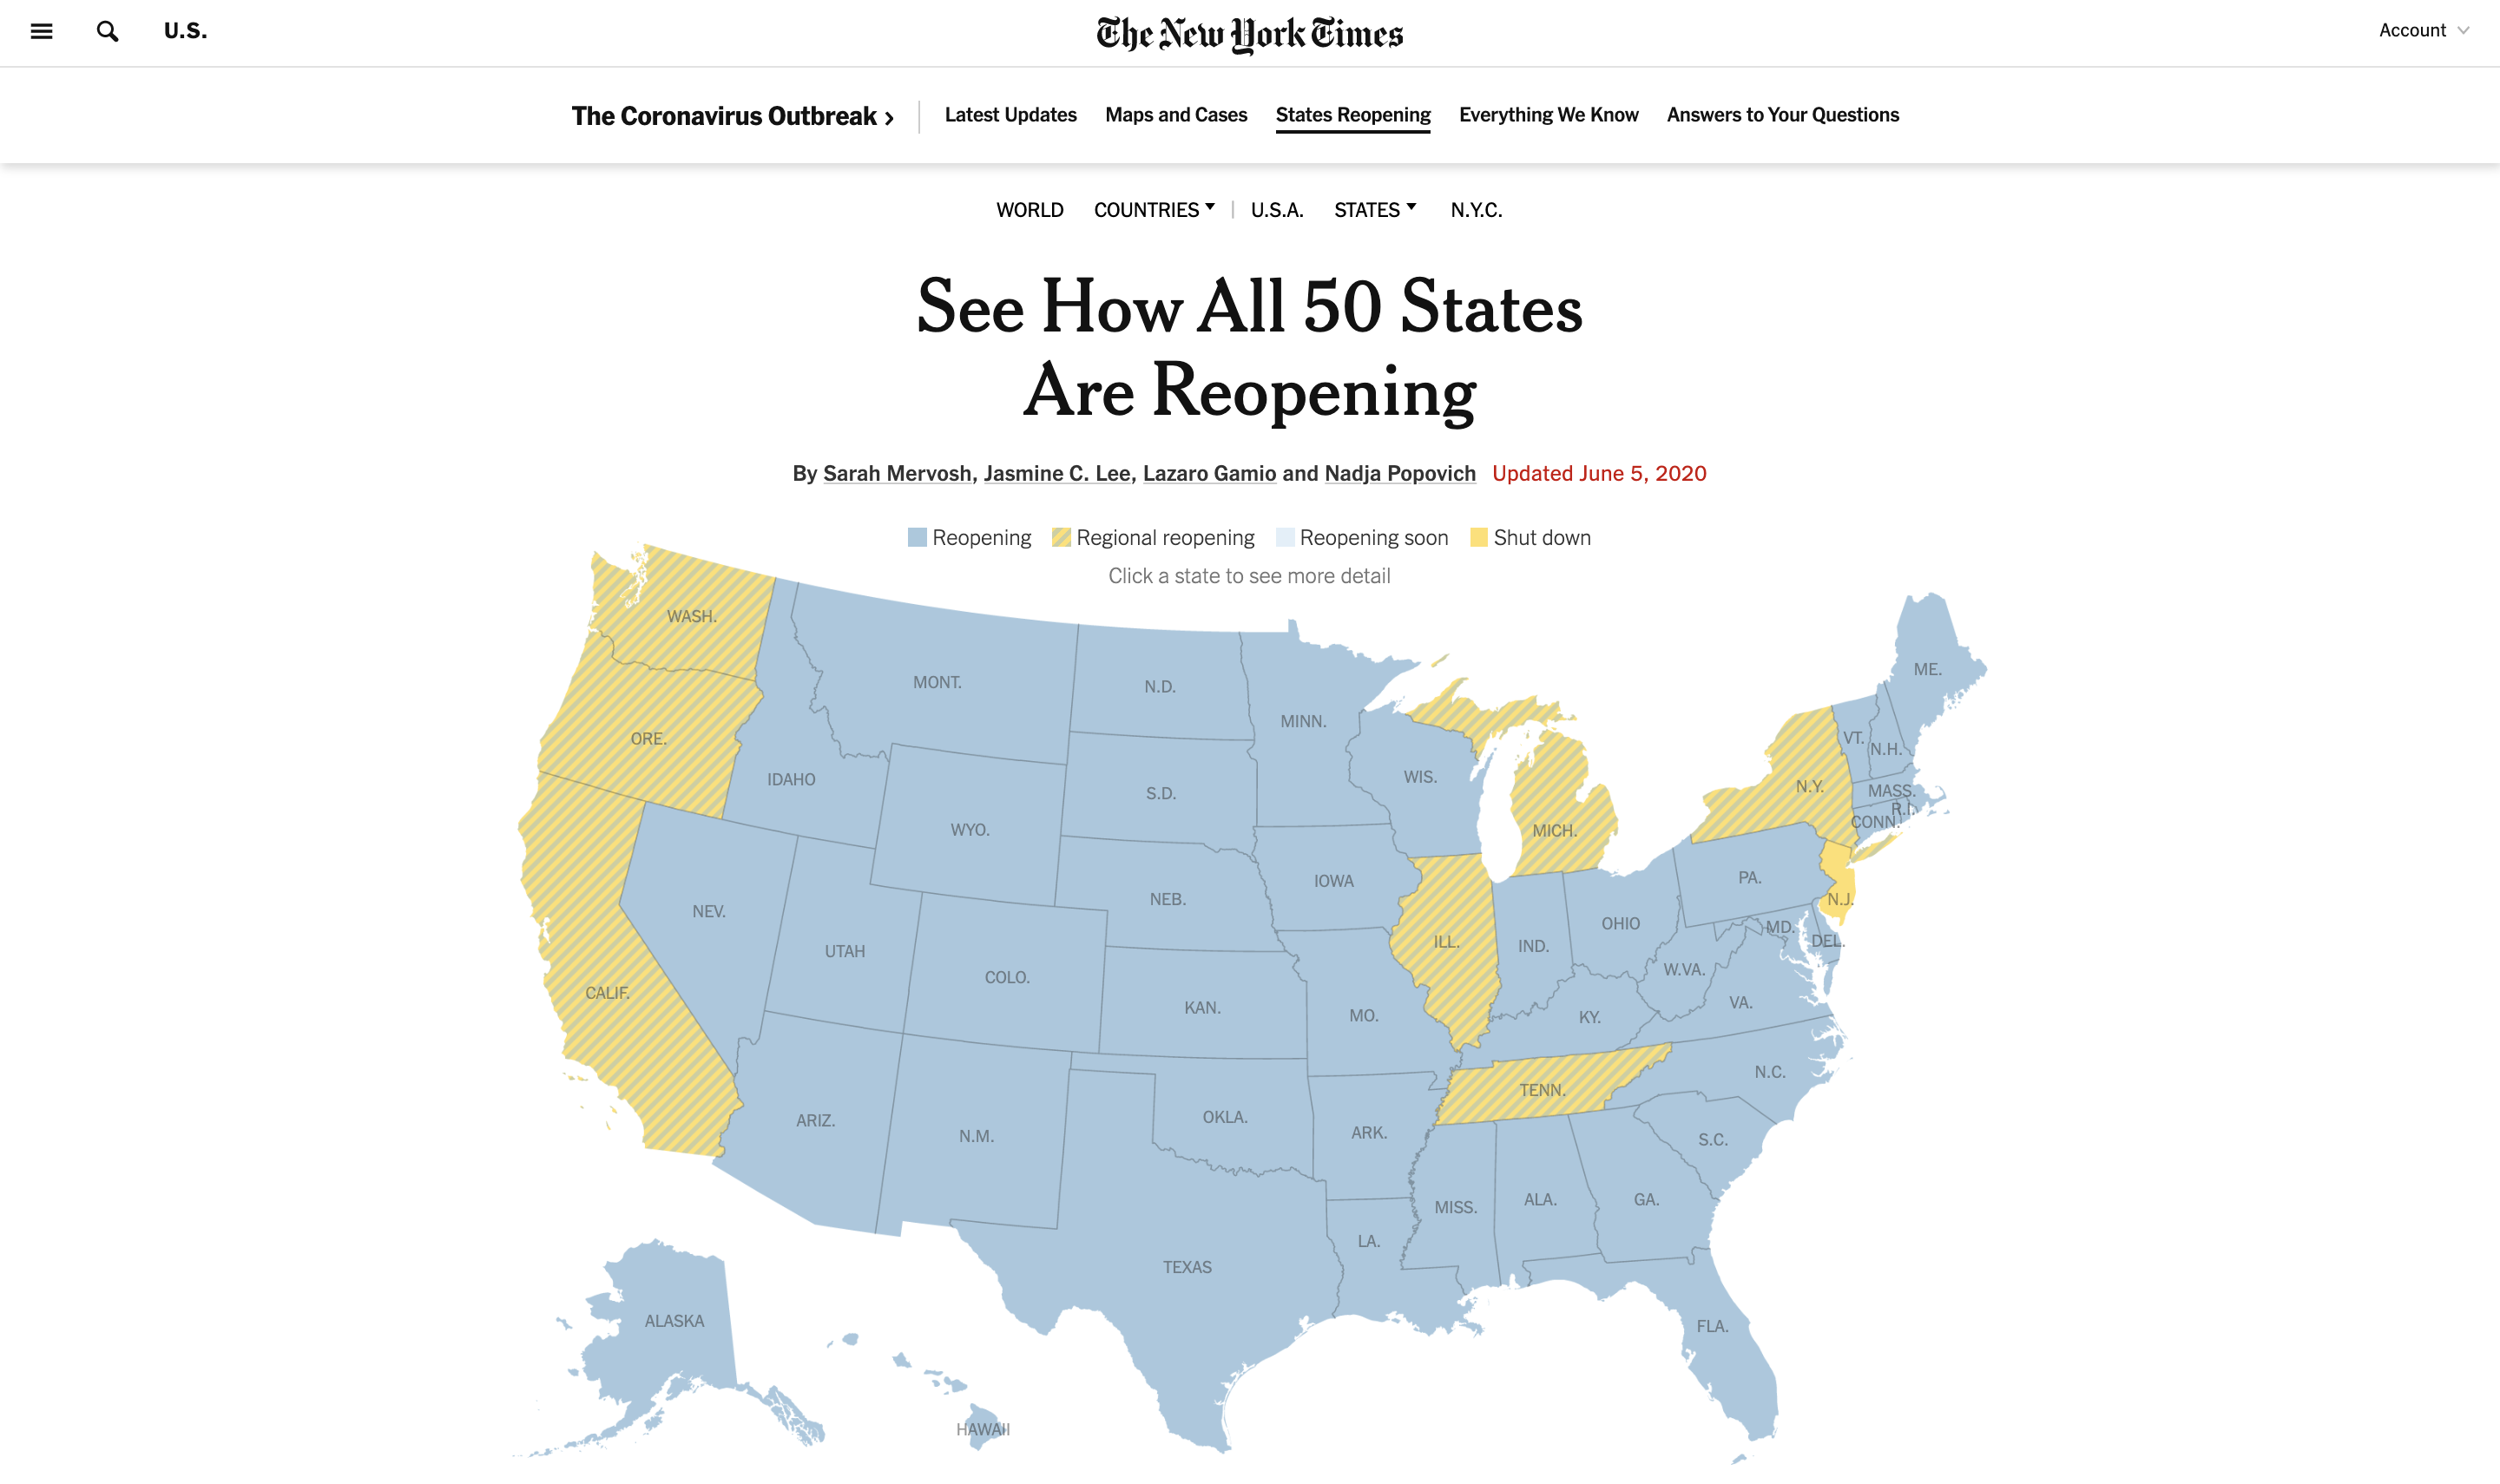 U.S.
The New York Times
Account
The Coronavirus Outbreak ›
Latest Updates
Maps and Cases
States Reopening
Everything We Know
Answers to Your Questions
WORLD
COUNTRIES
U.S.A.
STATES
N.Y.C.
See How All 50 States
Are Reopening
By Sarah Mervosh, Jasmine C. Lee, Lazaro Gamio and Nadja Popovich Updated June 5, 2020
Reopening
Regional reopening
Reopening soon
Shut down
Click a state to see more detail
WASH.
ME.
MONT.
N.D.
MINN.
ORE.
VT.
N.H.
IDAHO
WIS.
N.Y.
S.D.
MASS.
R.I.
CONN.
WYO.
MICH.
PA.
IOWA
NEB.
N.J.
NEV.
OHIO
MD.
DEL.
ILL.
IND.
UTAH
W.VA.
COLO.
CALIF.
VA.
KAN.
MO.
KY.
N.C.
TENN.
OKLA.
ARIZ.
ARK.
N.M.
S.C.
ALA.
GA.
MISS.
LA.
TEXAS
ALASKA
FLA.
HAWAII